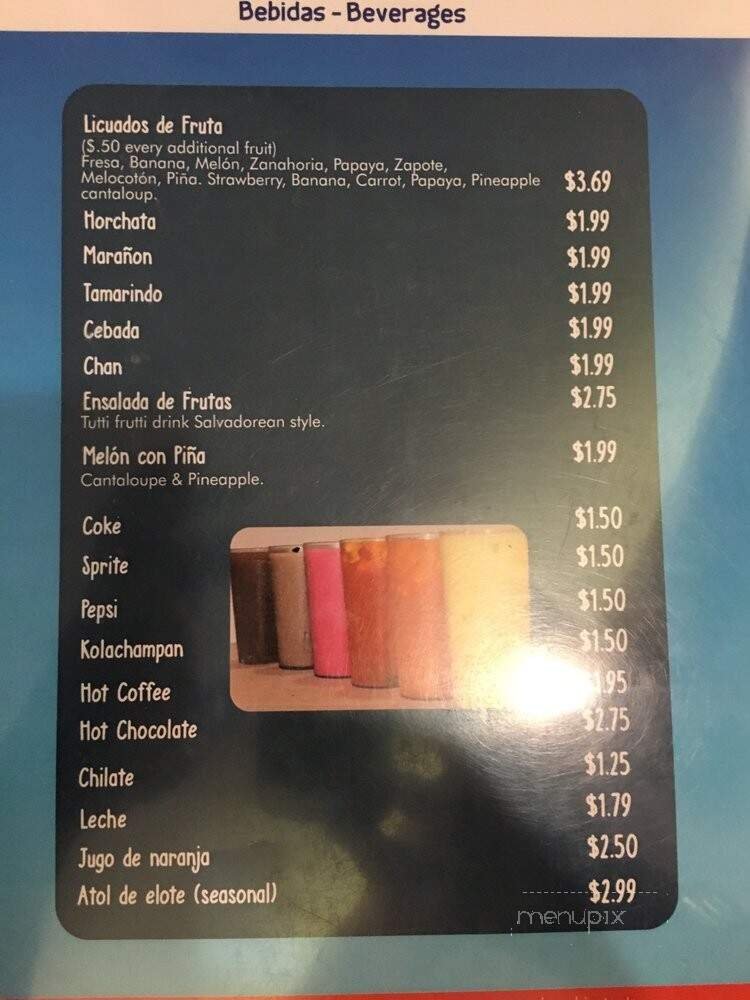 Bebidas - Beverages
Licuados de Fruta
($.50 every additional fruit)
Fresa, Banana, Melón, Zanahoria, Papaya, Zapote,
Melocotón, Piña. Strawberry, Banana, Carrot, Papaya, Pineapple $3.69
cantaloup.
Horchata $1.99
Marañon $1.99
Tamarindo $1.99
Cebada $1.99
Chan $1.99
Ensalada de Frutas $2.75
Tutti frutti drink Salvadorean style.
Melón con Piña $1.99
Cantaloupe & Pineapple.
Coke $1.50
Sprite $1.50
Pepsi $1.50
Kolachampan $1.50
Hot Coffee
Hot Chocolate $2.75
Chilate $1.25
Leche $1.79
Jugo de naranja $2.50
Atol de elote (seasonal) $2.99
menupix